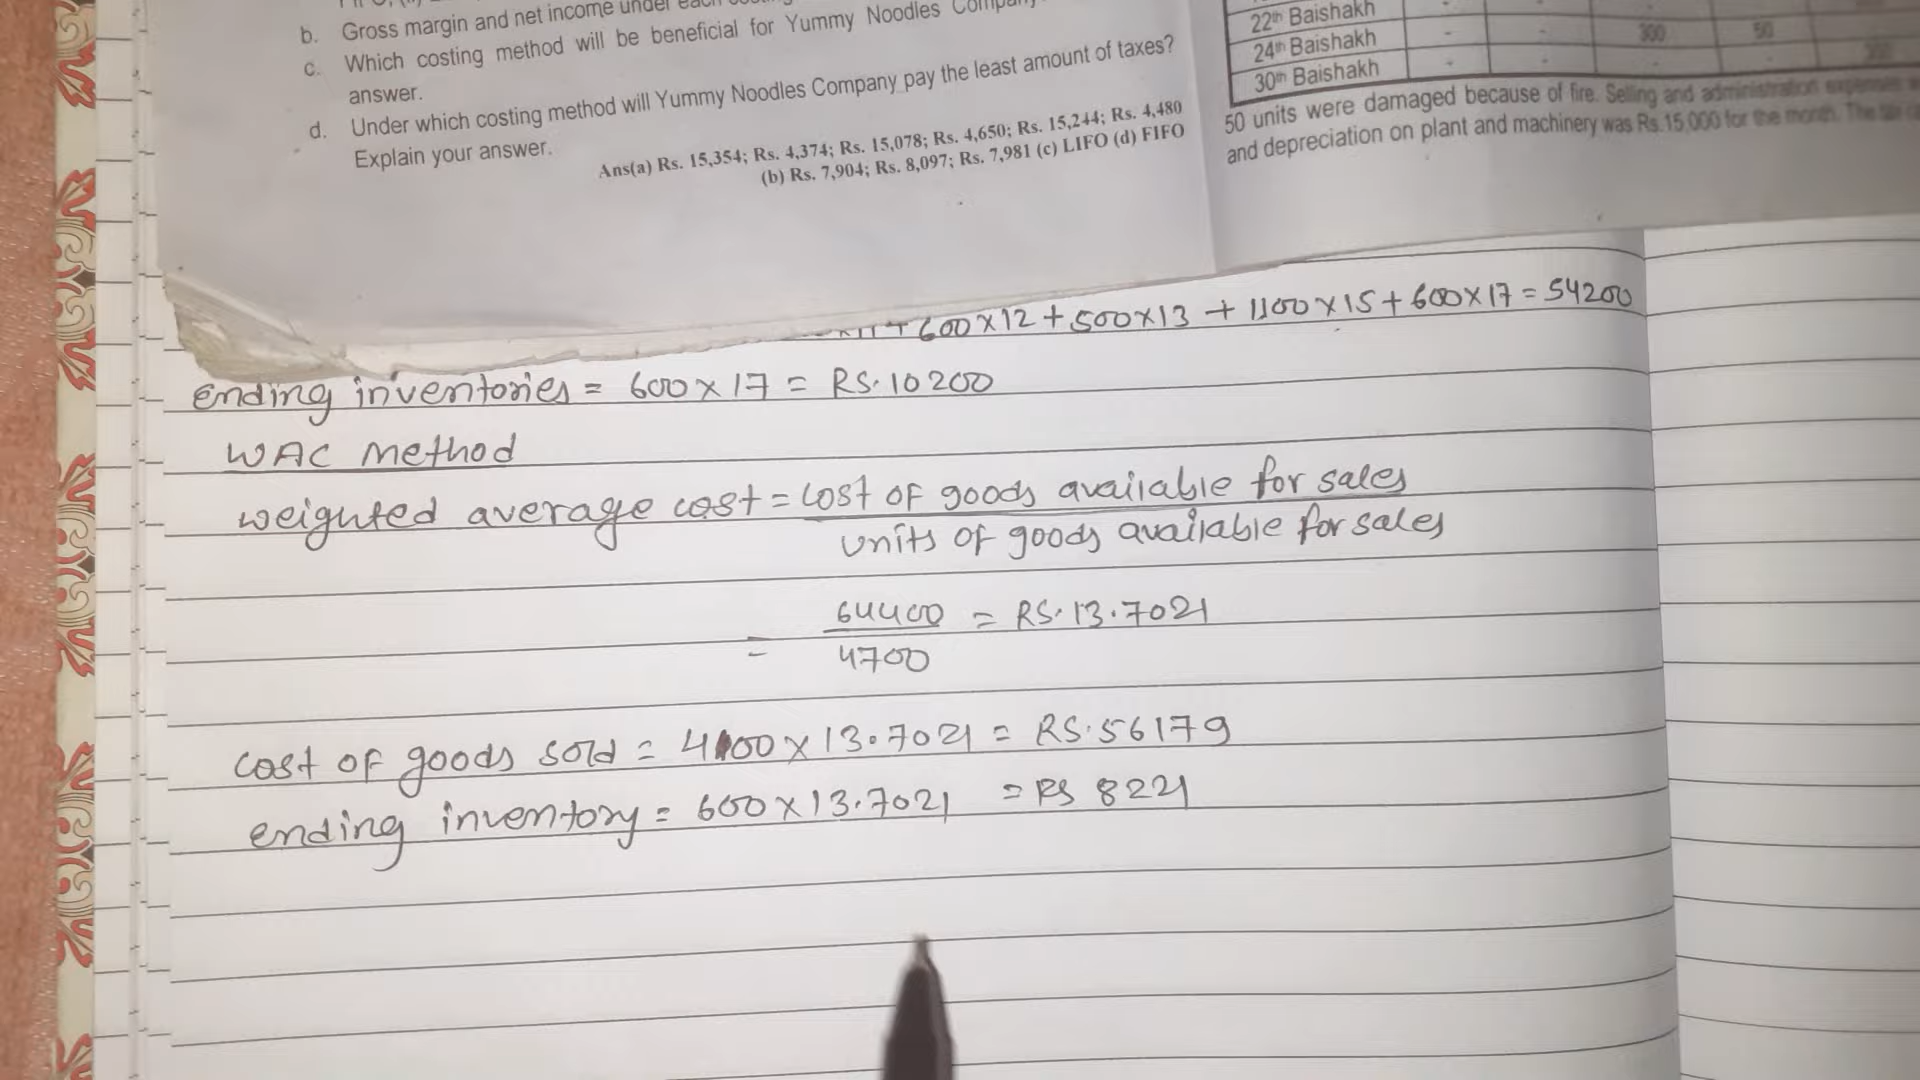 b. Gross margin and net income under
c. Which costing method will be beneficial for Yummy Noodles
answer.
d. Under which costing method will Yummy Noodles Company pay the least amount of taxes?
Explain your answer.
Ans(a) Rs. 15,354; Rs. 4,374; Rs. 15,078; Rs. 4,650; Rs. 15,244; Rs. 4,480
(b) Rs. 7,904; Rs. 8,097; Rs. 7,981 (c) LIFO (d) FIFO
22th Baishakh - -
24th Baishakh - - 300 50
30th Baishakh - -
50 units were damaged because of fire. Selling and administration expenses
and depreciation on plant and machinery was Rs.15,000 for the month. The
+ 600 x 12 + 500 x 13 + 1100 x 15 + 600 x 17 = 54200
ending inventories = 600 x 17 = RS. 10200
WAC method
weighted average cost = cost of goods available for sales
units of goods available for sales
= 64400 = RS. 13.7021
4700
cost of goods sold = 4100 x 13.7021 = RS. 56179
ending inventory = 600 x 13.7021 = RS 8221